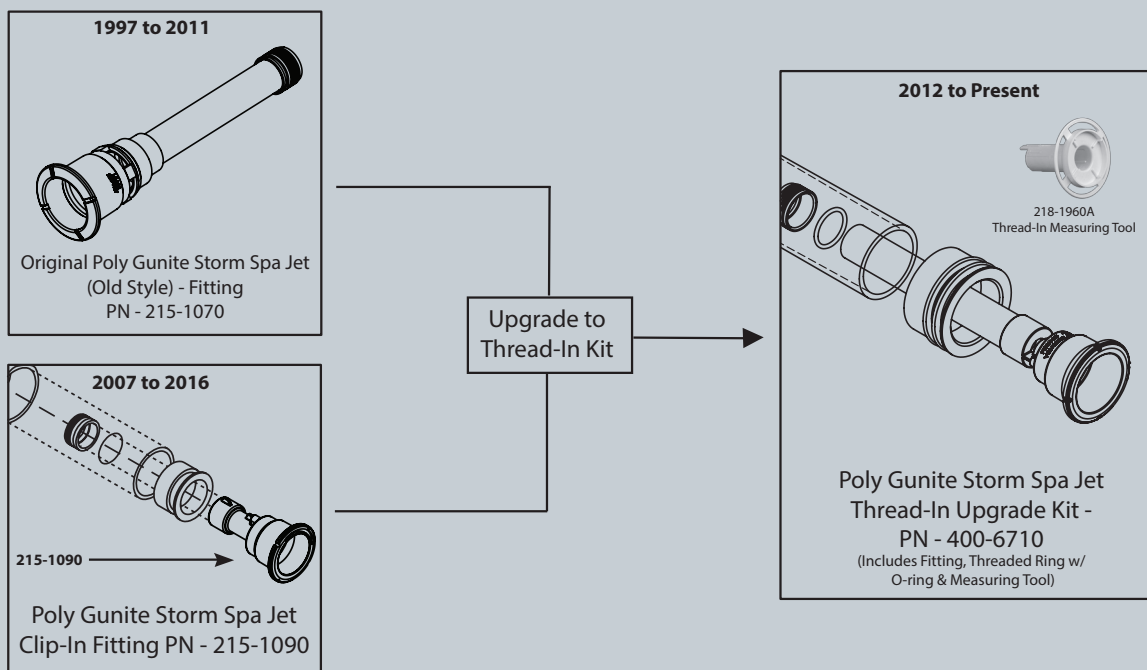 1997 to 2011
Original Poly Gunite Storm Spa Jet
(Old Style) - Fitting
PN - 215-1070
2007 to 2016
215-1090
Poly Gunite Storm Spa Jet
Clip-In Fitting PN - 215-1090
Upgrade to
Thread-In Kit
2012 to Present
218-1960A
Thread-In Measuring Tool
Poly Gunite Storm Spa Jet
Thread-In Upgrade Kit -
PN - 400-6710
(Includes Fitting, Threaded Ring w/
O-ring & Measuring Tool)